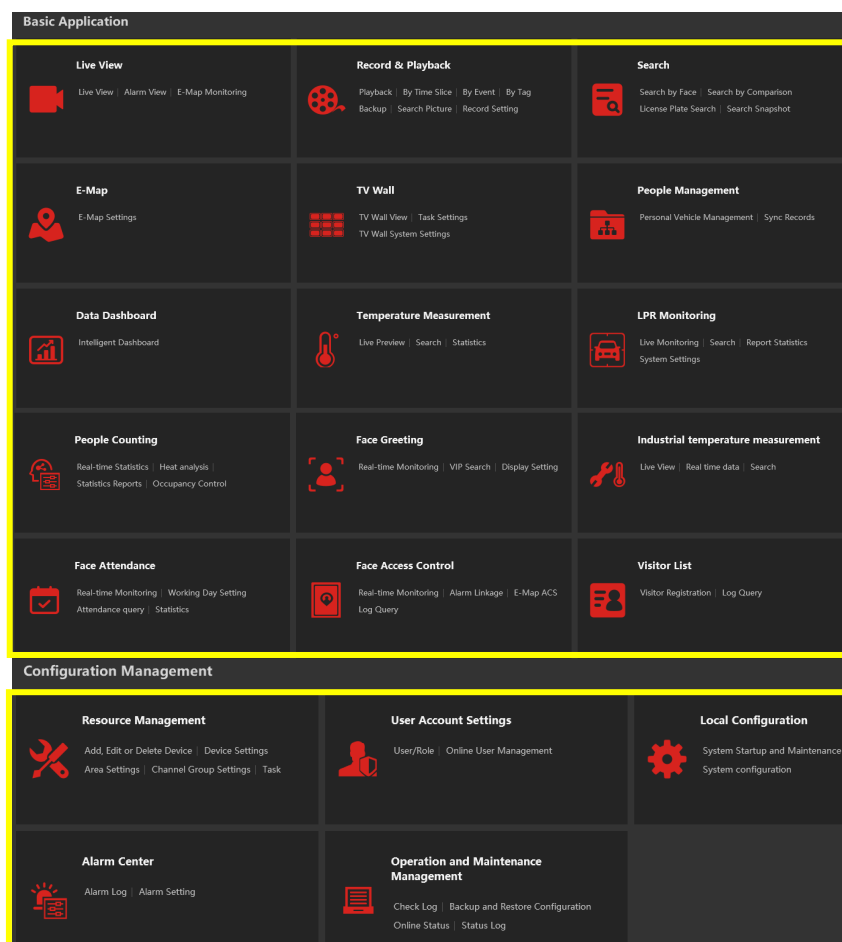 Basic Application
Live View
Live View | Alarm View | E-Map Monitoring
Record & Playback
Playback | By Time Slice | By Event | By Tag
Backup | Search Picture | Record Setting
Search
Search by Face | Search by Comparison
License Plate Search | Search Snapshot
E-Map
E-Map Settings
TV Wall
TV Wall View | Task Settings
TV Wall System Settings
People Management
Personal Vehicle Management | Sync Records
Data Dashboard
Intelligent Dashboard
Temperature Measurement
Live Preview | Search | Statistics
LPR Monitoring
Live Monitoring | Search | Report Statistics
System Settings
People Counting
Real-time Statistics | Heat analysis |
Statistics Reports | Occupancy Control
Face Greeting
Real-time Monitoring | VIP Search | Display Setting
Industrial temperature measurement
Live View | Real time data | Search
Face Attendance
Real-time Monitoring | Working Day Setting
Attendance query | Statistics
Face Access Control
Real-time Monitoring | Alarm Linkage | E-Map ACS
Log Query
Visitor List
Visitor Registration | Log Query
Configuration Management
Resource Management
Add, Edit or Delete Device | Device Settings
Area Settings | Channel Group Settings | Task
User Account Settings
User/Role | Online User Management
Local Configuration
System Startup and Maintenance
System configuration
Alarm Center
Alarm Log | Alarm Setting
Operation and Maintenance
Management
Check Log | Backup and Restore Configuration
Online Status | Status Log